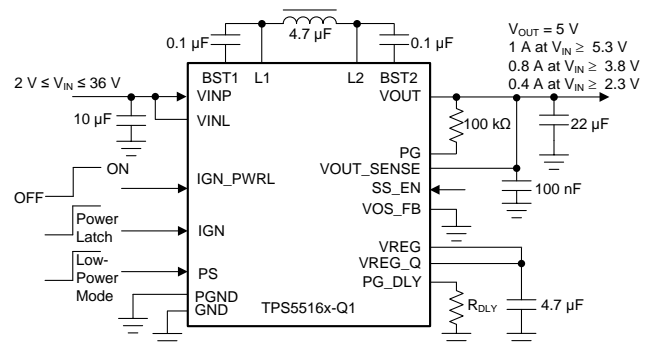 4.7 µF
0.1 µF
0.1 µF
V_OUT = 5 V
1 A at V_IN ≥ 5.3 V
0.8 A at V_IN ≥ 3.8 V
0.4 A at V_IN ≥ 2.3 V
BST1 L1 L2 BST2
2 V ≤ V_IN ≤ 36 V
VINP
VOUT
10 µF
VINL
100 kΩ
22 µF
PG
ON
OFF
IGN_PWRL
VOUT_SENSE
SS_EN
100 nF
VOS_FB
Power
Latch
IGN
Low-
Power
Mode
PS
VREG
VREG_Q
PG_DLY
PGND
GND
TPS5516x-Q1
R_DLY
4.7 µF